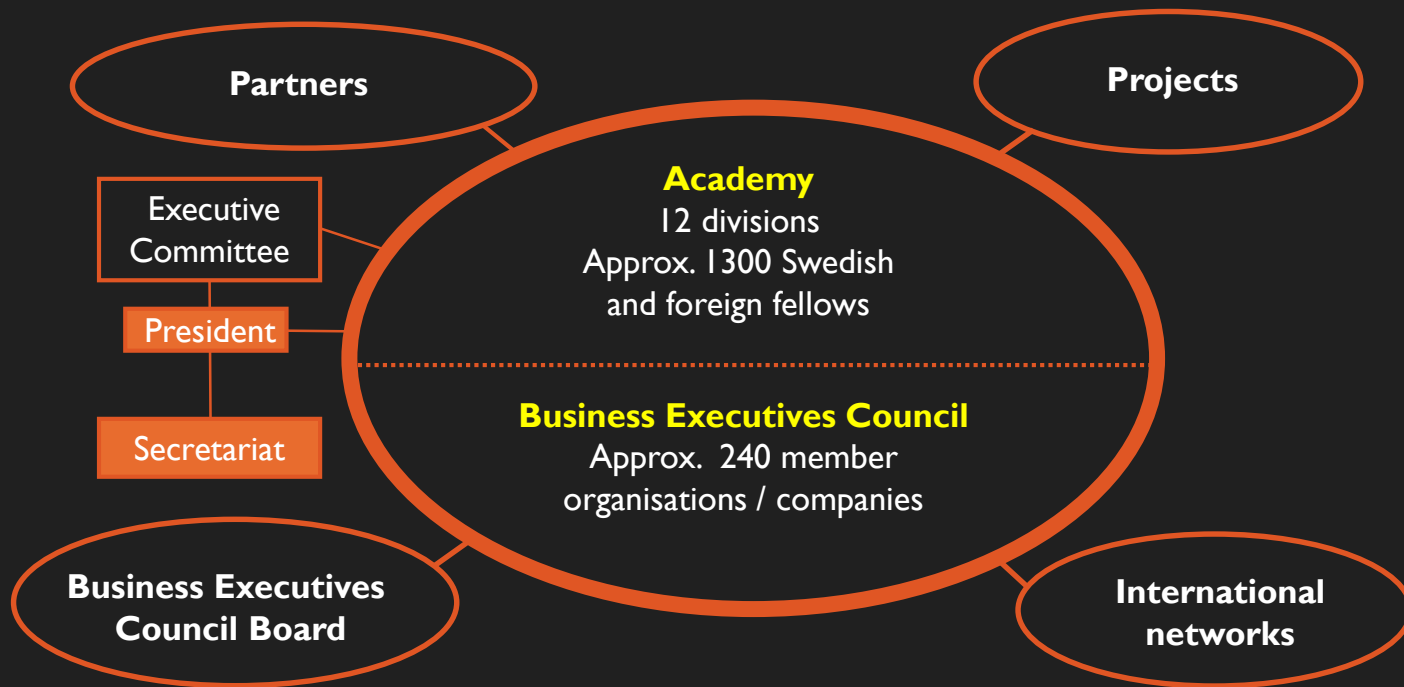 Partners
Projects
Academy
12 divisions
Approx. 1300 Swedish
and foreign fellows
Executive
Committee
President
Secretariat
Business Executives Council
Approx. 240 member
organisations / companies
Business Executives
Council Board
International
networks